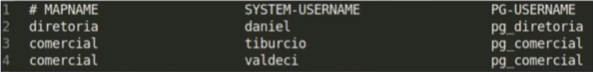 1 # MAPNAME SYSTEM-USERNAME PG-USERNAME
2 diretoria daniel pg_diretoria
3 comercial tiburcio pg_comercial
4 comercial valdeci pg_comercial